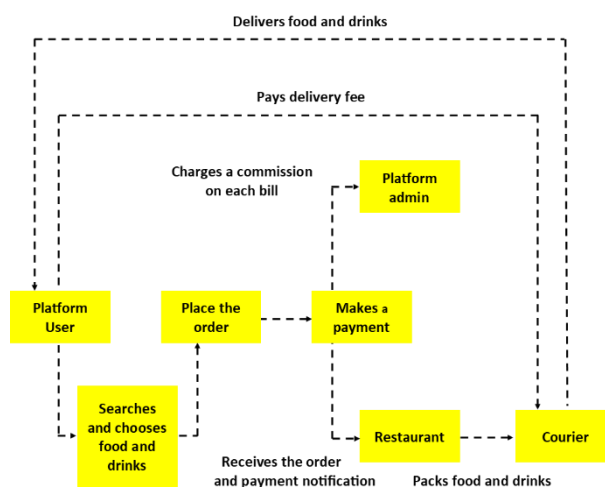 Delivers food and drinks
Pays delivery fee
Charges a commission
on each bill
Platform
admin
Platform
User
Place the
order
Makes a
payment
Searches
and chooses
food and
drinks
Restaurant
Courier
Receives the order
and payment notification
Packs food and drinks